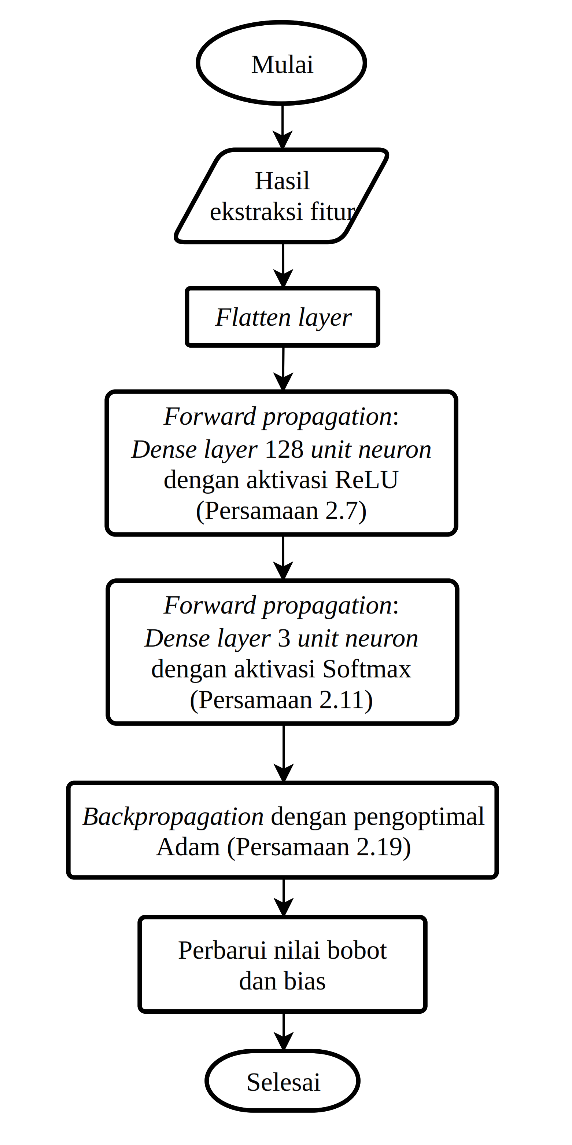 Mulai
Hasil
ekstraksi fitur
Flatten layer
Forward propagation:
Dense layer 128 unit neuron
dengan aktivasi ReLU
(Persamaan 2.7)
Forward propagation:
Dense layer 3 unit neuron
dengan aktivasi Softmax
(Persamaan 2.11)
Backpropagation dengan pengoptimal
Adam (Persamaan 2.19)
Perbarui nilai bobot
dan bias
Selesai